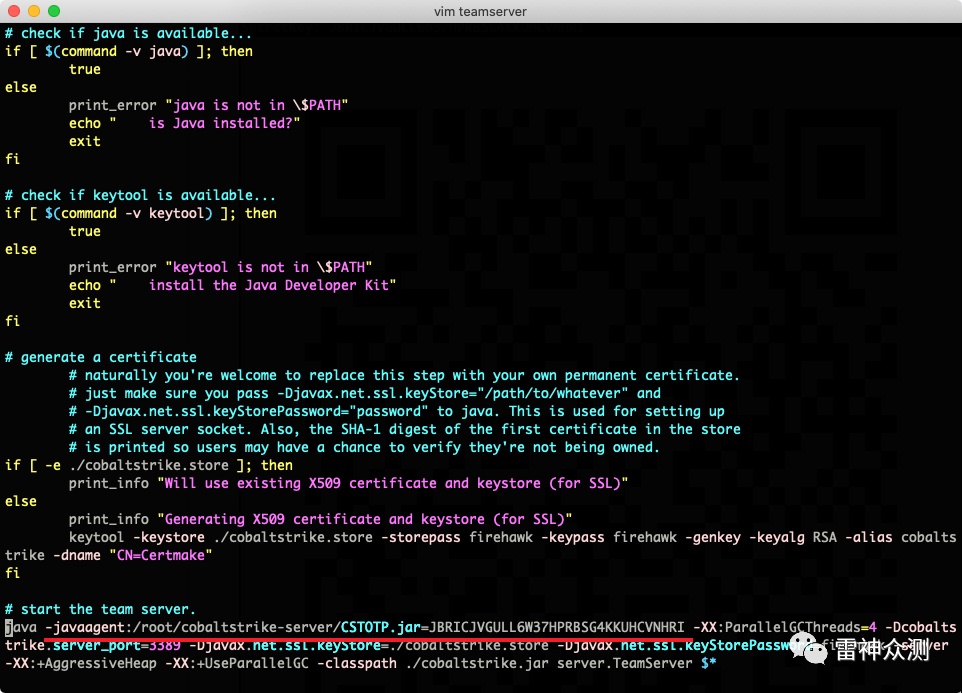 vim teamserver
# check if java is available...
if [ $(command -v java) ]; then
true
else
print_error "java is not in \$PATH"
echo "    is Java installed?"
exit
fi
# check if keytool is available...
if [ $(command -v keytool) ]; then
true
else
print_error "keytool is not in \$PATH"
echo "    install the Java Developer Kit"
exit
fi
# generate a certificate
# naturally you're welcome to replace this step with your own permanent certificate.
# just make sure you pass -Djavax.net.ssl.keyStore="/path/to/whatever" and
# -Djavax.net.ssl.keyStorePassword="password" to java. This is used for setting up
# an SSL server socket. Also, the SHA-1 digest of the first certificate in the store
# is printed so users may have a chance to verify they're not being owned.
if [ -e ./cobaltstrike.store ]; then
print_info "Will use existing X509 certificate and keystore (for SSL)"
else
print_info "Generating X509 certificate and keystore (for SSL)"
keytool -keystore ./cobaltstrike.store -storepass firehawk -keypass firehawk -genkey -keyalg RSA -alias cobalts
trike -dname "CN=Certmake"
fi
# start the team server.
java -javaagent:/root/cobaltstrike-server/CSTOTP.jar=JBRICJVGULL6W37HPRBSG4KKUHCVNHRI -XX:ParallelGCThreads=4 -Dcobalts
trike.server_port=3389 -Djavax.net.ssl.keyStore=./cobaltstrike.store -Djavax.net.ssl.keyStorePassword -server
-XX:+AggressiveHeap -XX:+UseParallelGC -classpath ./cobaltstrike.jar server.TeamServer $*
雷神众测